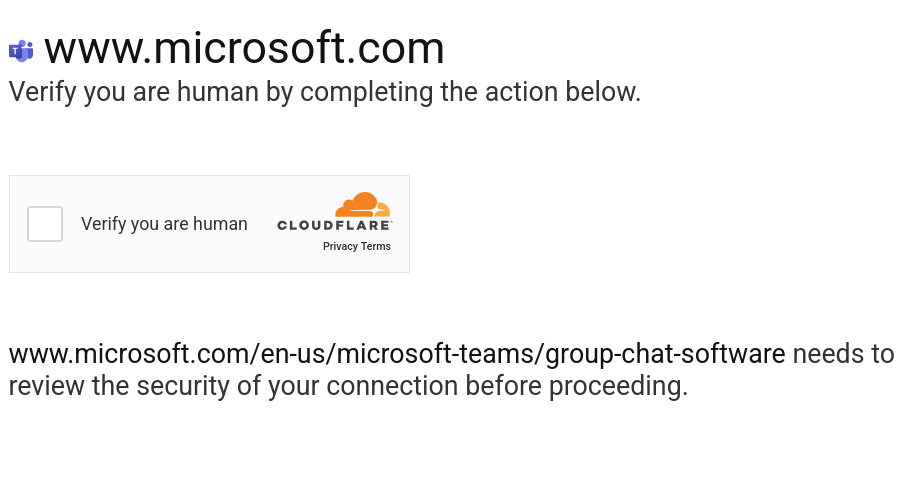 www.microsoft.com
Verify you are human by completing the action below.
Verify you are human
CLOUDFLARE
Privacy Terms
www.microsoft.com/en-us/microsoft-teams/group-chat-software needs to
review the security of your connection before proceeding.